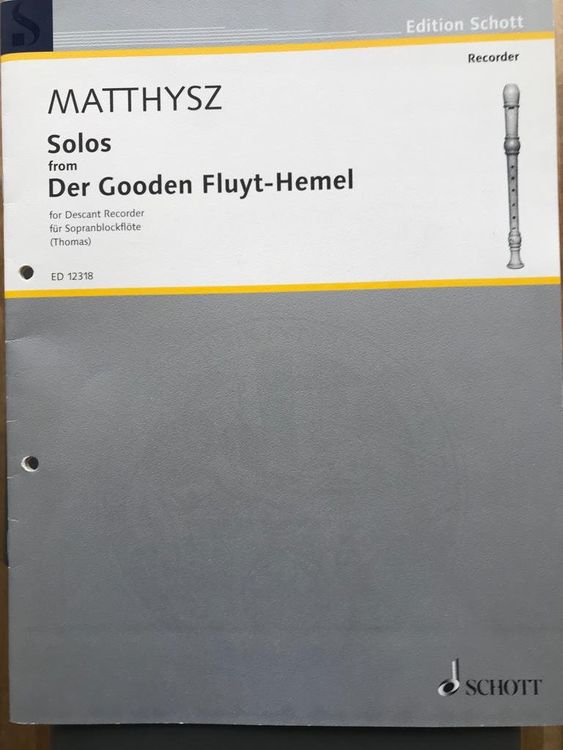 Edition Schott
Recorder
MATTHYSZ
Solos
from
Der Gooden Fluyt-Hemel
for Descant Recorder
für Sopranblockflöte
(Thomas)
ED 12318
SCHOTT